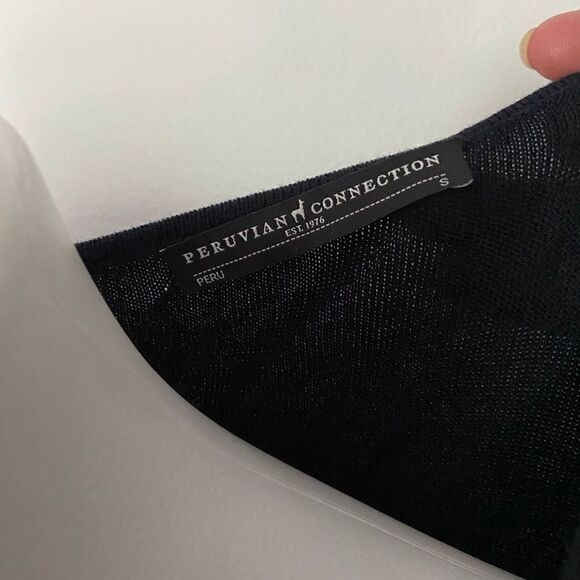 PERUVIAN CONNECTION
EST. 1976
PERU
S